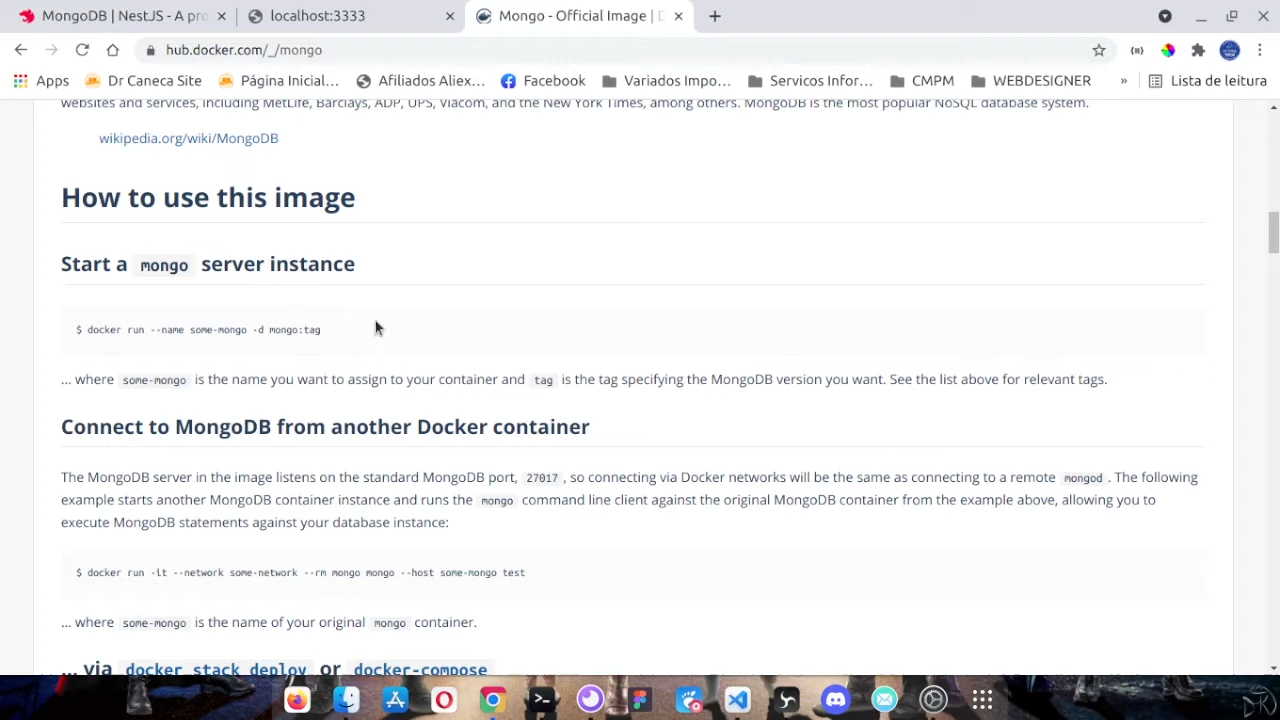 MongoDB | NestJS - A pro
localhost:3333
Mongo - Official Image | D
hub.docker.com/_/mongo
Apps
Dr Caneca Site
Página Inicial...
Afiliados Aliex...
Facebook
Variados Impo...
Servicos Infor...
CMPM
WEBDESIGNER
»
Lista de leitura
websites and services, including MetLife, Barclays, ADP, UPS, Viacom, and the New York Times, among others. MongoDB is the most popular NoSQL database system.
wikipedia.org/wiki/MongoDB
How to use this image
Start a mongo server instance
$ docker run --name some-mongo -d mongo:tag
... where some-mongo is the name you want to assign to your container and tag is the tag specifying the MongoDB version you want. See the list above for relevant tags.
Connect to MongoDB from another Docker container
The MongoDB server in the image listens on the standard MongoDB port, 27017, so connecting via Docker networks will be the same as connecting to a remote mongod. The following
example starts another MongoDB container instance and runs the mongo command line client against the original MongoDB container from the example above, allowing you to
execute MongoDB statements against your database instance:
$ docker run -it --network some-network --rm mongo mongo --host some-mongo test
... where some-mongo is the name of your original mongo container.
... via docker stack deploy or docker-compose